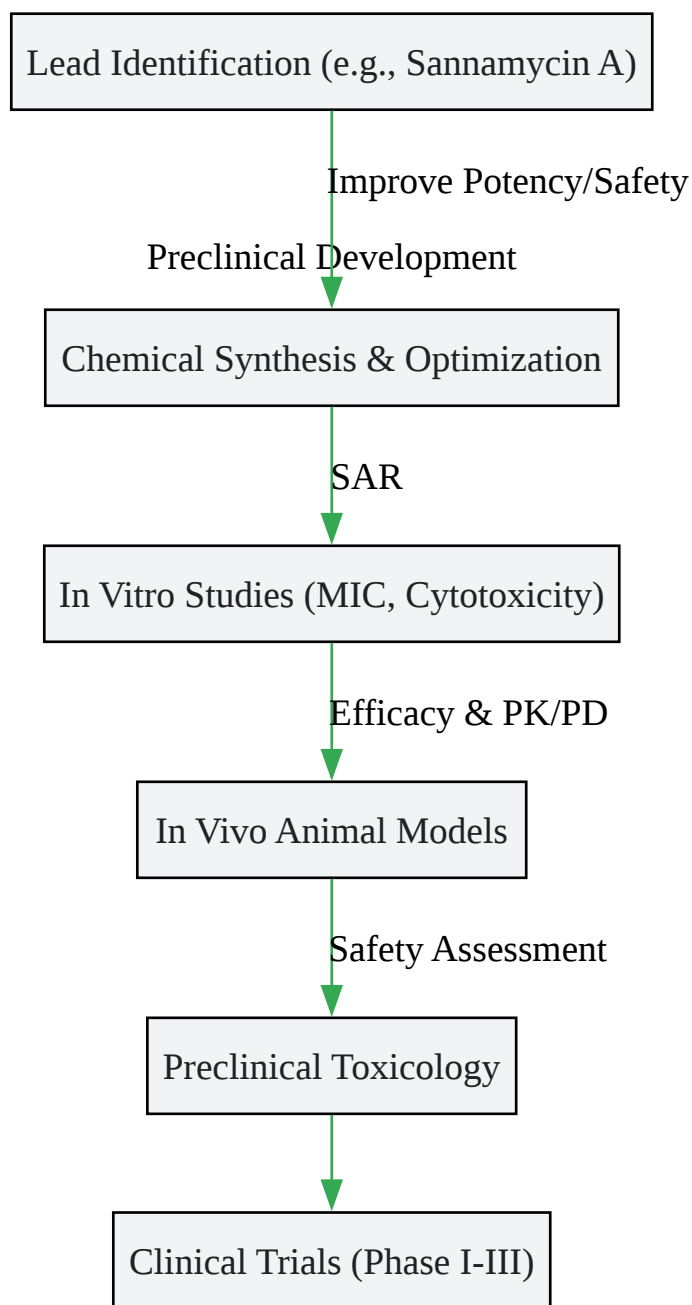 Lead Identification (e.g., Sannamycin A)
Improve Potency/Safety
Preclinical Development
Chemical Synthesis & Optimization
SAR
In Vitro Studies (MIC, Cytotoxicity)
Efficacy & PK/PD
In Vivo Animal Models
Safety Assessment
Preclinical Toxicology
Clinical Trials (Phase I-III)